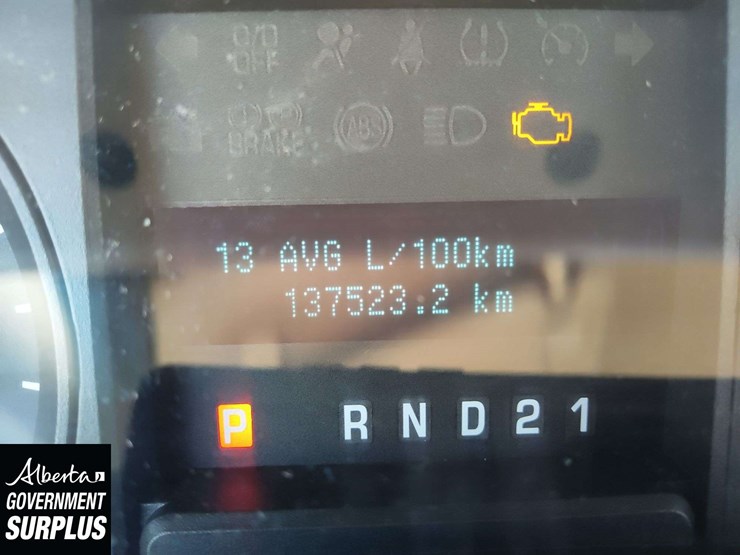 O/D
OFF
BRAKE
ABS
13 AVG L/100km
137523.2 km
P R N D 2 1
Alberta
GOVERNMENT
SURPLUS